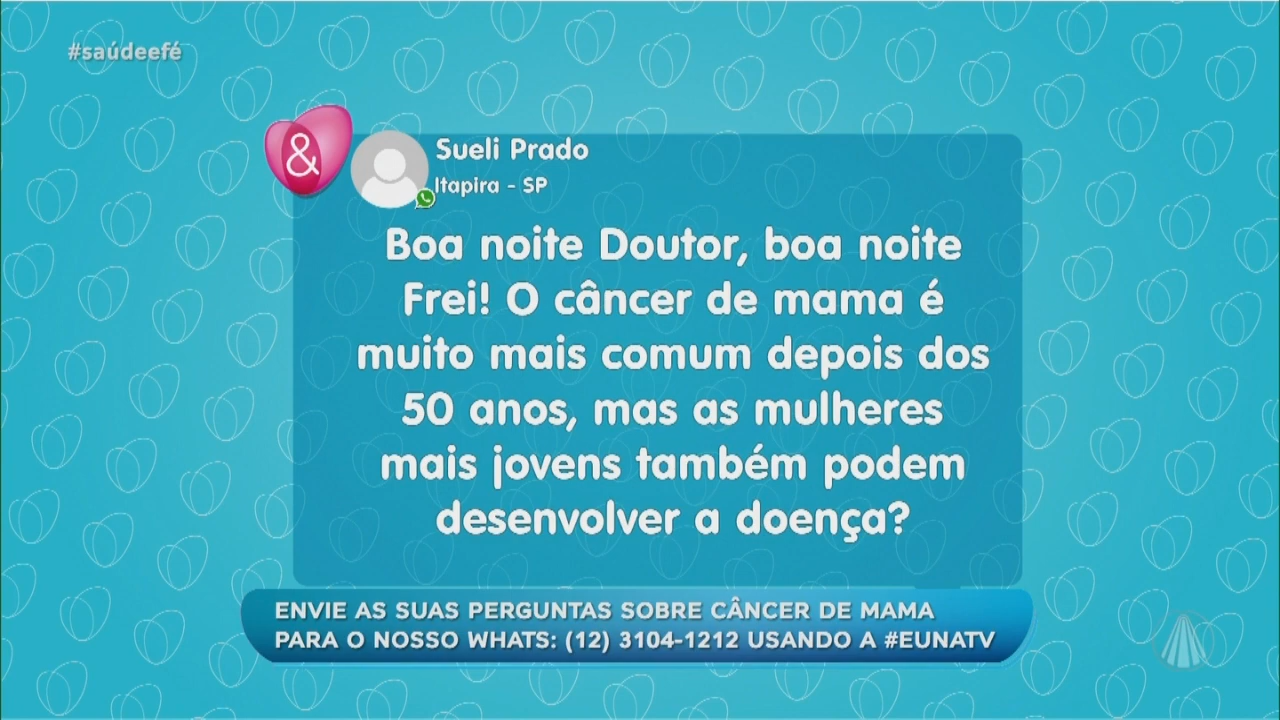 #saúdeefé
&
Sueli Prado
Itapira - SP
Boa noite Doutor, boa noite
Frei! O câncer de mama é
muito mais comum depois dos
50 anos, mas as mulheres
mais jovens também podem
desenvolver a doença?
ENVIE AS SUAS PERGUNTAS SOBRE CÂNCER DE MAMA
PARA O NOSSO WHATS: (12) 3104-1212 USANDO A #EUNATV